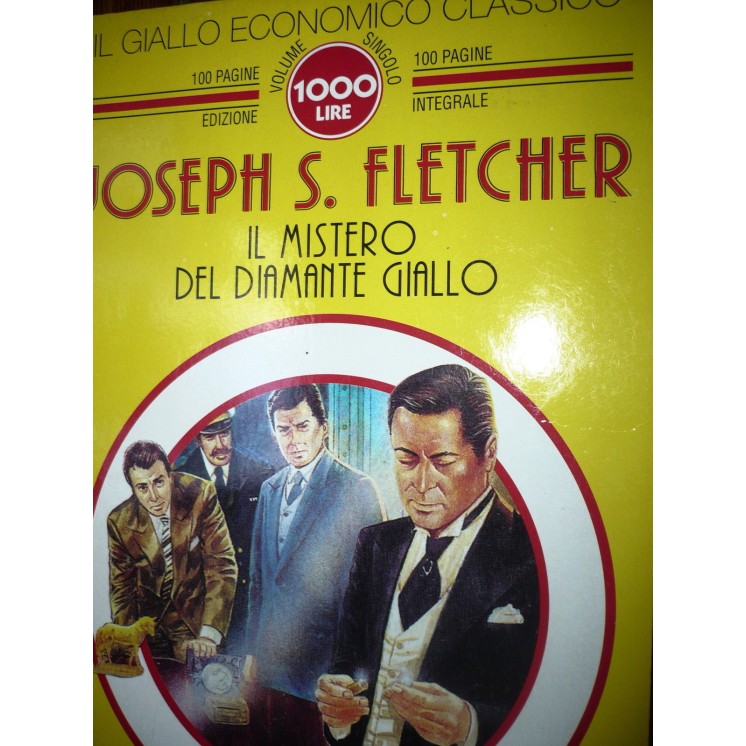 IL GIALLO ECONOMICO CLASSICO
VOLUME SINGOLO
100 PAGINE
1000
LIRE
100 PAGINE
EDIZIONE
INTEGRALE
JOSEPH S. FLETCHER
IL MISTERO
DEL DIAMANTE GIALLO